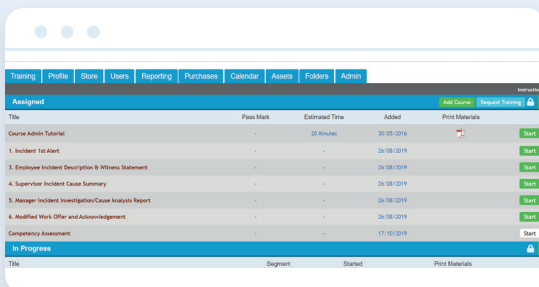 Training Profile Store Users Reporting Purchases Calendar Assets Folders Admin
Assigned Add Course Request Training
Title Pass Mark Estimated Time Added Print Materials
Course Admin Tutorial - 20 Minutes 30/05/2016 Start
1. Incident 1st Alert - - 26/08/2019 Start
3. Employee Incident Description & Witness Statement - - 26/08/2019 Start
4. Supervisor Incident Cause Summary - - 26/08/2019 Start
5. Manager Incident Investigation/Cause Analysis Report - - 26/08/2019 Start
6. Modified Work Offer and Acknowledgement - - 26/08/2019 Start
Competency Assessment - - 17/10/2019 Start
In Progress
Title Segment Started Print Materials